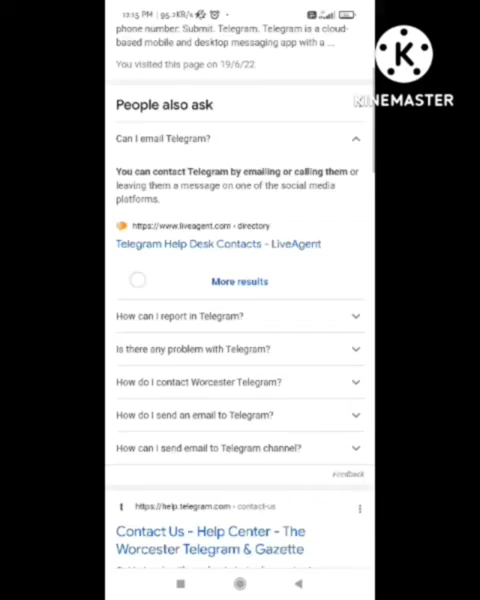 12:15 PM | 95.2KB/s
phone number. Submit. Telegram. Telegram is a cloud-
based mobile and desktop messaging app with a ...
You visited this page on 19/6/22
K
KINEMASTER
People also ask
Can I email Telegram?
You can contact Telegram by emailing or calling them or
leaving them a message on one of the social media
platforms.
https://www.liveagent.com › directory
Telegram Help Desk Contacts - LiveAgent
More results
How can I report in Telegram?
Is there any problem with Telegram?
How do I contact Worcester Telegram?
How do I send an email to Telegram?
How can I send email to Telegram channel?
Feedback
t https://help.telegram.com › contact-us
Contact Us - Help Center - The
Worcester Telegram & Gazette